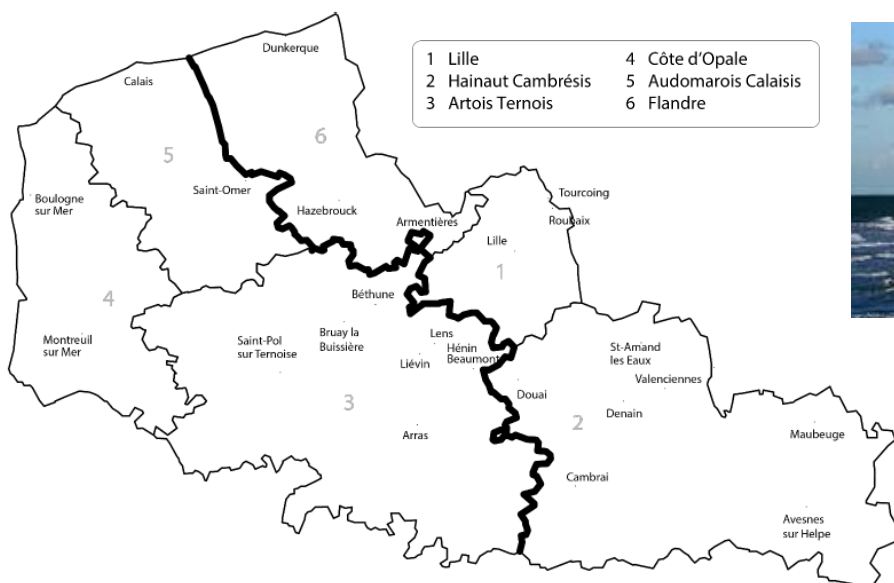 1 Lille
2 Hainaut Cambrésis
3 Artois Ternois
4 Côte d'Opale
5 Audomarois Calaisis
6 Flandre
Dunkerque
Calais
6
5
Saint-Omer
Boulogne
sur Mer
Hazebrouck
Armentières
Tourcoing
Roubaix
Lille
1
4
Béthune
Montreuil
sur Mer
Saint-Pol
sur Ternoise
Bruay la
Buissière
Lens
Liévin
Hénin
Beaumont
St-Amand
les Eaux
Valenciennes
Douai
Denain
3
2
Arras
Maubeuge
Cambrai
Avesnes
sur Helpe